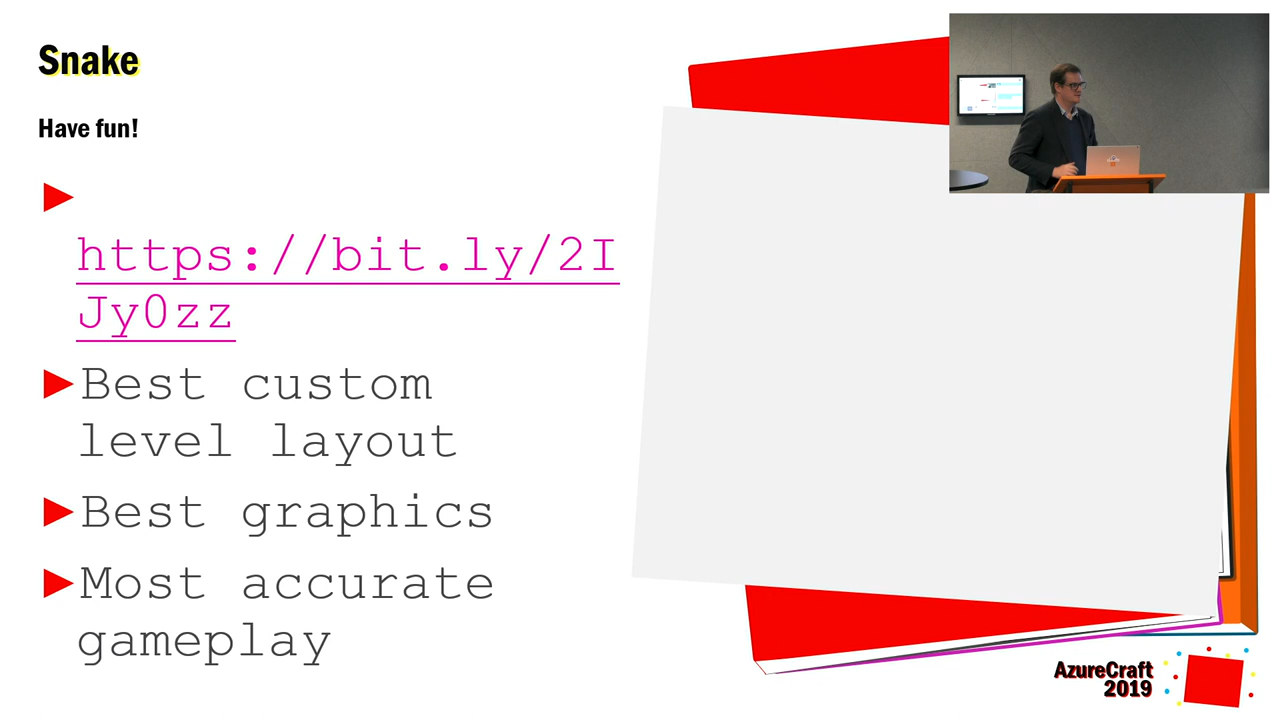 Snake
Have fun!
https://bit.ly/2I
Jy0zz
Best custom
level layout
Best graphics
Most accurate
gameplay
AzureCraft
2019